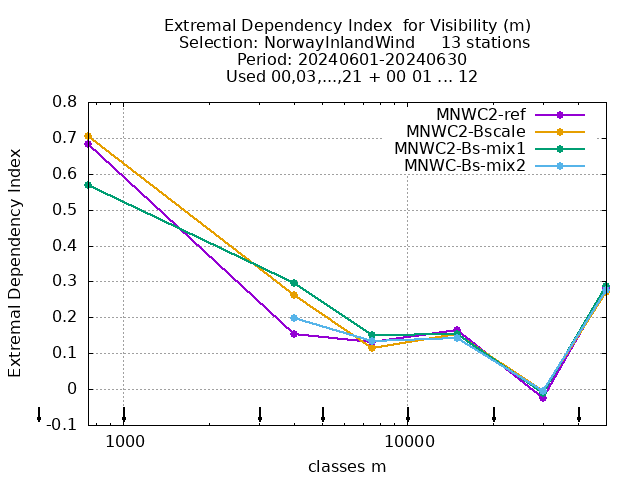 Extremal Dependency Index  for Visibility (m)
Selection: NorwayInlandWind     13 stations
Period: 20240601-20240630
Used 00,03,...,21 + 00 01 ... 12
MNWC2-ref
MNWC2-Bscale
MNWC2-Bs-mix1
MNWC-Bs-mix2
Extremal Dependency Index
0.8
0.7
0.6
0.5
0.4
0.3
0.2
0.1
0
-0.1
1000
10000
classes m